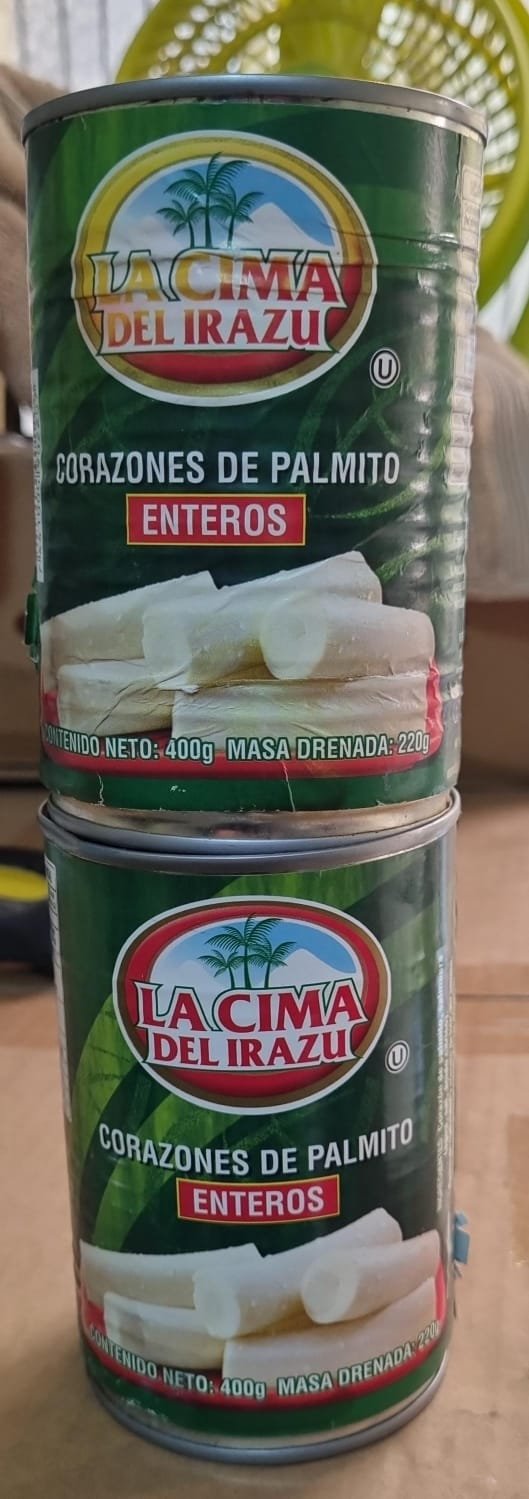 LA CIMA
DEL IRAZU
U
CORAZONES DE PALMITO
ENTEROS
CONTENIDO NETO: 400g MASA DRENADA: 220g
LA CIMA
DEL IRAZU
U
CORAZONES DE PALMITO
ENTEROS
CONTENIDO NETO: 400g MASA DRENADA: 220g